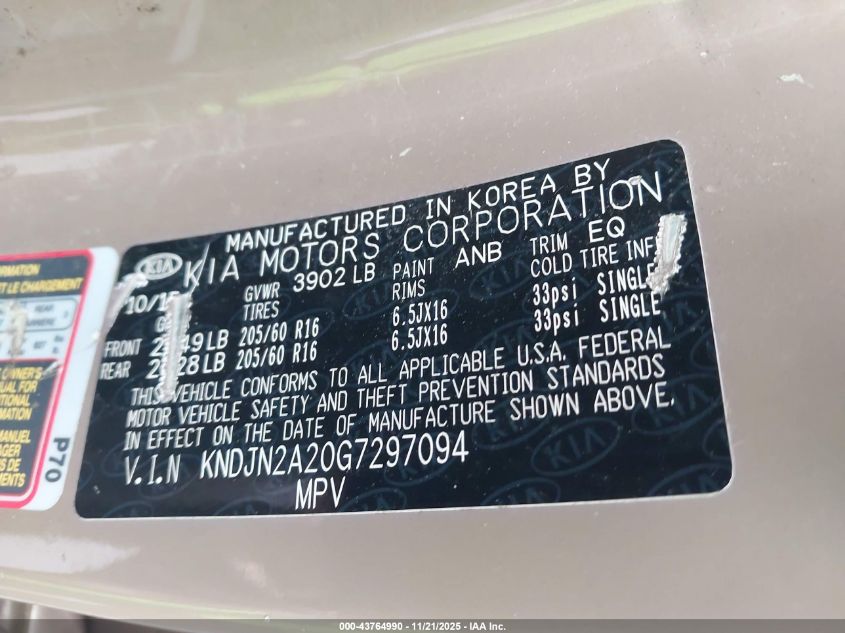 MANUFACTURED IN KOREA BY
KIA KIA MOTORS CORPORATION
GVWR 3902 LB PAINT ANB TRIM EQ
TIRES RIMS COLD TIRE
FRONT 205/60 R16 6.5JX16 33psi SINGLE
REAR 205/60 R16 6.5JX16 33psi SINGLE
THIS VEHICLE CONFORMS TO ALL APPLICABLE U.S.A. FEDERAL
MOTOR VEHICLE SAFETY AND THEFT PREVENTION STANDARDS
IN EFFECT ON THE DATE OF MANUFACTURE SHOWN ABOVE.
V.I.N KNDJN2A20G7297094
MPV
P70
000-43764990 - 11/21/2025 - IAA Inc.